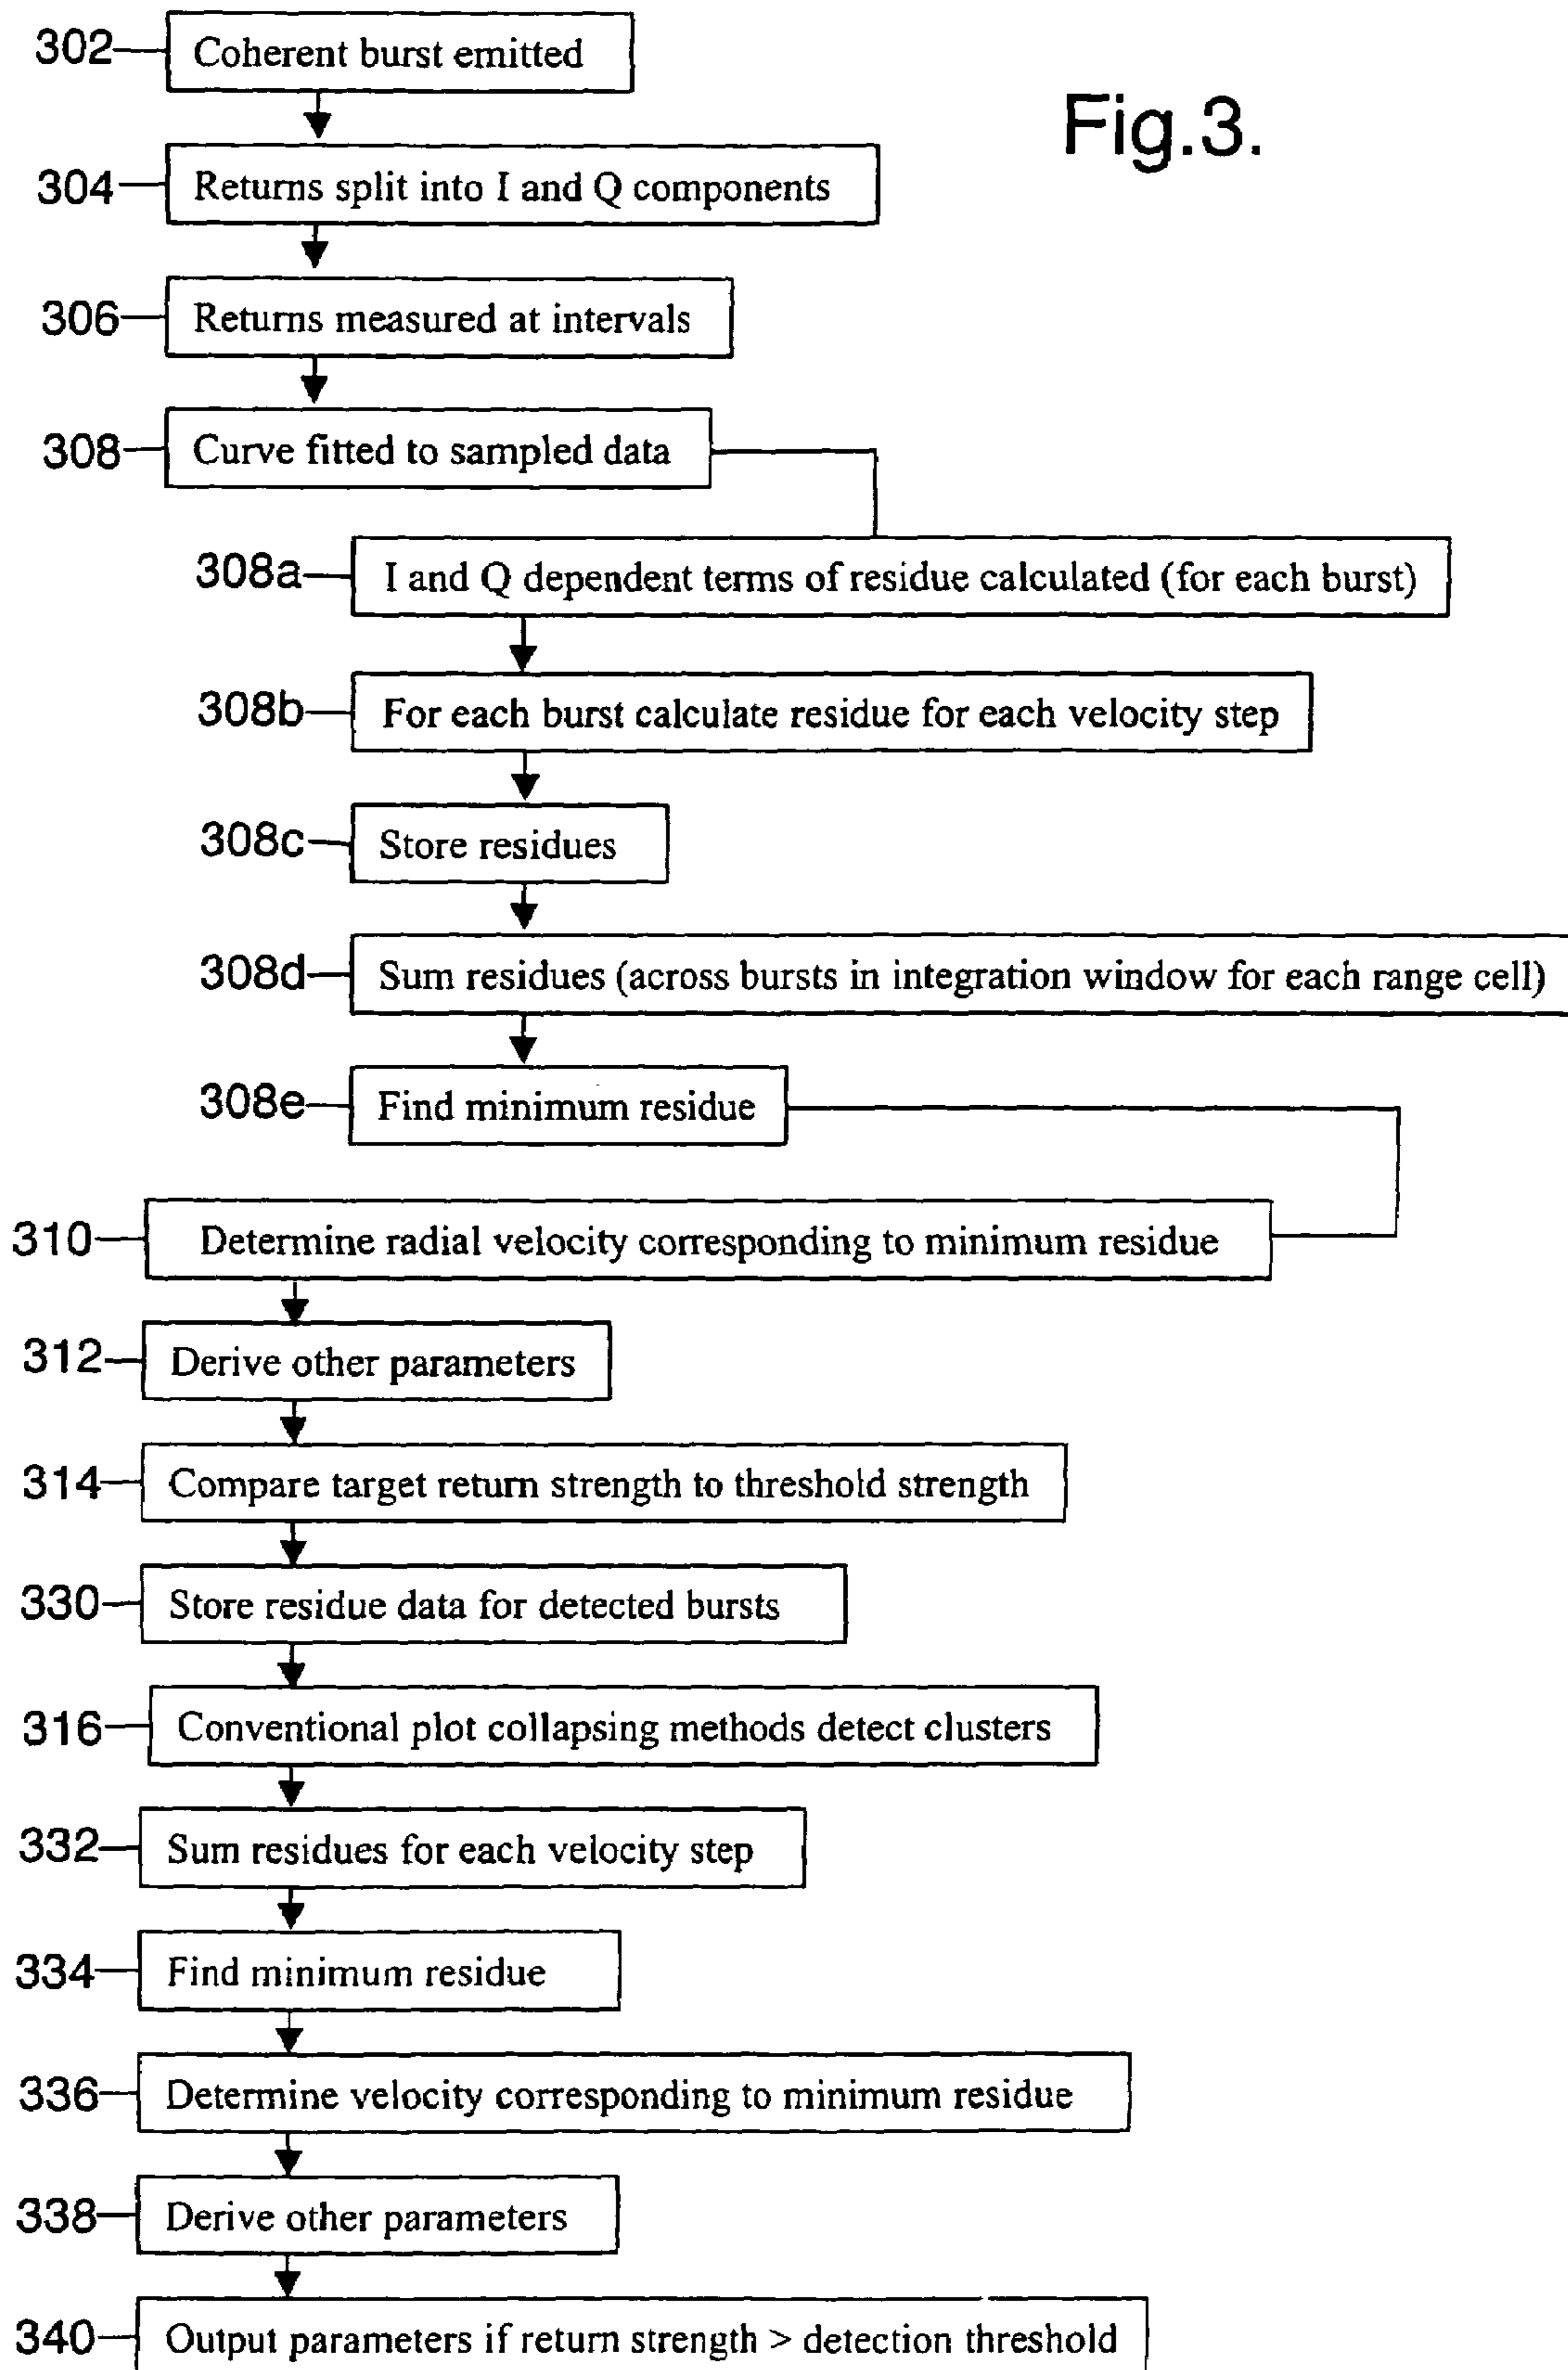 302 Coherent burst emitted
Fig.3.
304 Returns split into I and Q components
306 Returns measured at intervals
308 Curve fitted to sampled data
308a I and Q dependent terms of residue calculated (for each burst)
308b For each burst calculate residue for each velocity step
308c Store residues
308d Sum residues (across bursts in integration window for each range cell)
308e Find minimum residue
310 Determine radial velocity corresponding to minimum residue
312 Derive other parameters
314 Compare target return strength to threshold strength
330 Store residue data for detected bursts
316 Conventional plot collapsing methods detect clusters
332 Sum residues for each velocity step
334 Find minimum residue
336 Determine velocity corresponding to minimum residue
338 Derive other parameters
340 Output parameters if return strength > detection threshold